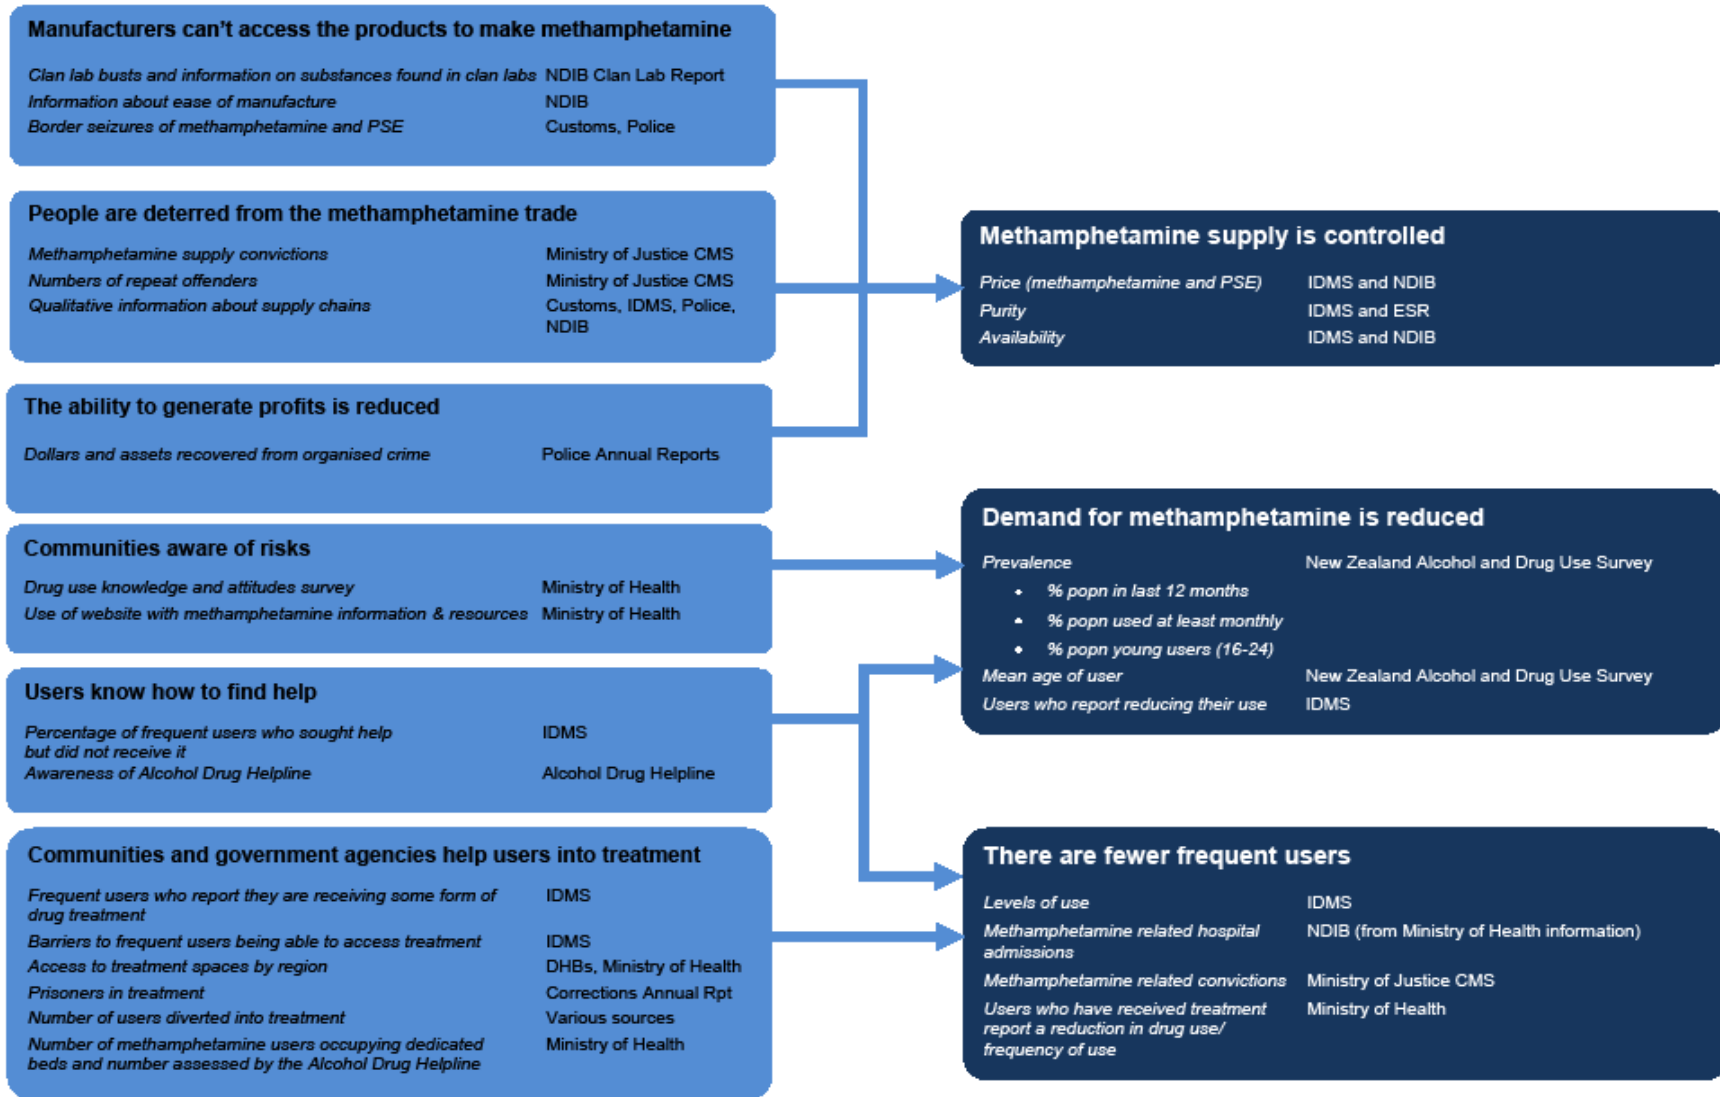 Manufacturers can't access the products to make methamphetamine
Clan lab busts and information on substances found in clan labs NDIB Clan Lab Report
Information about ease of manufacture NDIB
Border seizures of methamphetamine and PSE Customs, Police
People are deterred from the methamphetamine trade
Methamphetamine supply convictions Ministry of Justice CMS
Numbers of repeat offenders Ministry of Justice CMS
Qualitative information about supply chains Customs, IDMS, Police,
NDIB
The ability to generate profits is reduced
Dollars and assets recovered from organised crime Police Annual Reports
Communities aware of risks
Drug use knowledge and attitudes survey Ministry of Health
Use of website with methamphetamine information & resources Ministry of Health
Users know how to find help
Percentage of frequent users who sought help IDMS
but did not receive it
Awareness of Alcohol Drug Helpline Alcohol Drug Helpline
Communities and government agencies help users into treatment
Frequent users who report they are receiving some form of IDMS
drug treatment
Barriers to frequent users being able to access treatment IDMS
Access to treatment spaces by region DHBs, Ministry of Health
Prisoners in treatment Corrections Annual Rpt
Number of users diverted into treatment Various sources
Number of methamphetamine users occupying dedicated Ministry of Health
beds and number assessed by the Alcohol Drug Helpline
Methamphetamine supply is controlled
Price (methamphetamine and PSE) IDMS and NDIB
Purity IDMS and ESR
Availability IDMS and NDIB
Demand for methamphetamine is reduced
Prevalence New Zealand Alcohol and Drug Use Survey
• % popn in last 12 months
• % popn used at least monthly
• % popn young users (16-24)
Mean age of user New Zealand Alcohol and Drug Use Survey
Users who report reducing their use IDMS
There are fewer frequent users
Levels of use IDMS
Methamphetamine related hospital NDIB (from Ministry of Health information)
admissions
Methamphetamine related convictions Ministry of Justice CMS
Users who have received treatment Ministry of Health
report a reduction in drug use/
frequency of use